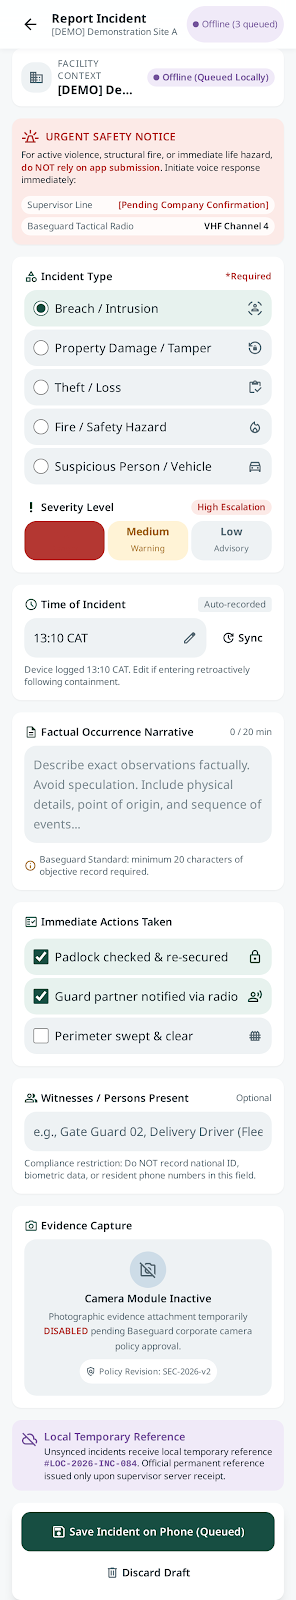 Report Incident
[DEMO] Demonstration Site A
Offline (3 queued)
FACILITY
CONTEXT
[DEMO] De...
Offline (Queued Locally)
URGENT SAFETY NOTICE
For active violence, structural fire, or immediate life hazard,
do NOT rely on app submission. Initiate voice response
immediately:
Supervisor Line [Pending Company Confirmation]
Baseguard Tactical Radio VHF Channel 4
Incident Type *Required
Breach / Intrusion
Property Damage / Tamper
Theft / Loss
Fire / Safety Hazard
Suspicious Person / Vehicle
Severity Level High Escalation
Medium
Warning
Low
Advisory
Time of Incident Auto-recorded
13:10 CAT
Sync
Device logged 13:10 CAT. Edit if entering retroactively
following containment.
Factual Occurrence Narrative 0 / 20 min
Describe exact observations factually.
Avoid speculation. Include physical
details, point of origin, and sequence of
events...
Baseguard Standard: minimum 20 characters of
objective record required.
Immediate Actions Taken
Padlock checked & re-secured
Guard partner notified via radio
Perimeter swept & clear
Witnesses / Persons Present Optional
e.g., Gate Guard 02, Delivery Driver (Flee
Compliance restriction: Do NOT record national ID,
biometric data, or resident phone numbers in this field.
Evidence Capture
Camera Module Inactive
Photographic evidence attachment temporarily
DISABLED pending Baseguard corporate camera
policy approval.
Policy Revision: SEC-2026-v2
Local Temporary Reference
Unsynced incidents receive local temporary reference
#LOC-2026-INC-084. Official permanent reference
issued only upon supervisor server receipt.
Save Incident on Phone (Queued)
Discard Draft